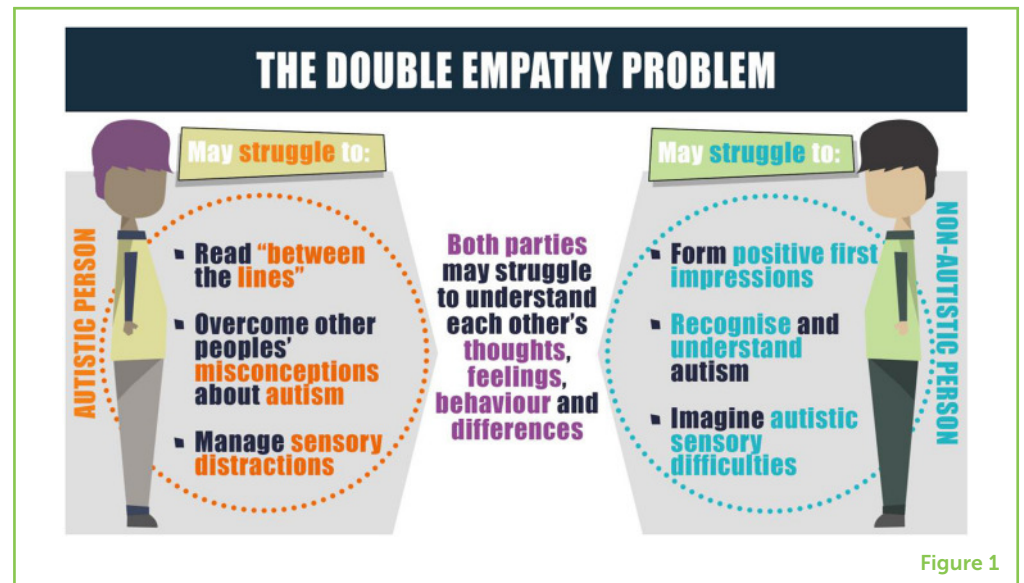 THE DOUBLE EMPATHY PROBLEM
May struggle to:
AUTISTIC PERSON
▪ Read “between
the lines”
▪ Overcome other
peoples’
misconceptions
about autism
▪ Manage sensory
distractions
Both parties
may struggle
to understand
each other’s
thoughts,
feelings,
behaviour and
differences
May struggle to:
▪ Form positive first
impressions
▪ Recognise and
understand
autism
▪ Imagine autistic
sensory
difficulties
NON-AUTISTIC PERSON
Figure 1